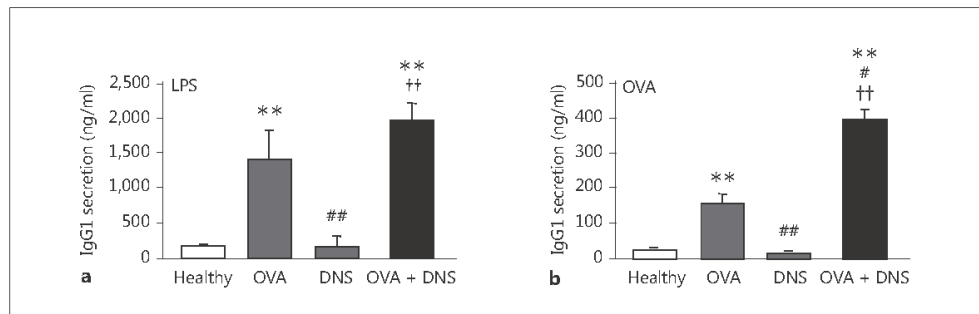 IgG1 secretion (ng/ml)
LPS
2,500
2,000
1,500
1,000
500
0
**
##
**
††
Healthy OVA DNS OVA + DNS
a
IgG1 secretion (ng/ml)
OVA
500
400
300
200
100
0
**
##
**
#
††
Healthy OVA DNS OVA + DNS
b